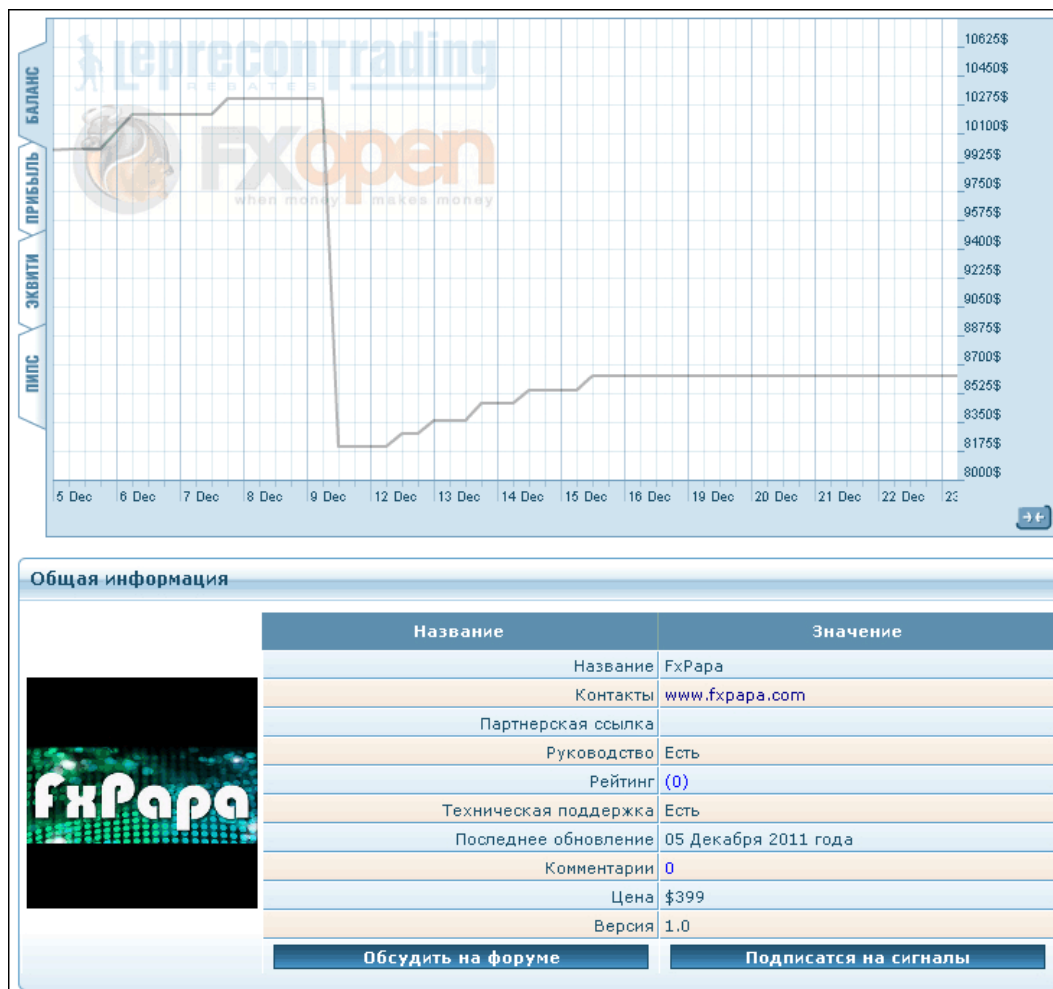 LepreconTrading
REBATES
FXOpen
when money makes money
БАЛАНС
ПРИБЫЛЬ
ЭКВИТИ
ПИПС
10625$
10450$
10275$
10100$
9925$
9750$
9575$
9400$
9225$
9050$
8875$
8700$
8525$
8350$
8175$
8000$
5 Dec 6 Dec 7 Dec 8 Dec 9 Dec 12 Dec 13 Dec 14 Dec 15 Dec 16 Dec 19 Dec 20 Dec 21 Dec 22 Dec 23
Общая информация
FxPapa
Название Значение
Название FxPapa
Контакты www.fxpapa.com
Партнерская ссылка
Руководство Есть
Рейтинг (0)
Техническая поддержка Есть
Последнее обновление 05 Декабря 2011 года
Комментарии 0
Цена $399
Версия 1.0
Обсудить на форуме Подписатся на сигналы